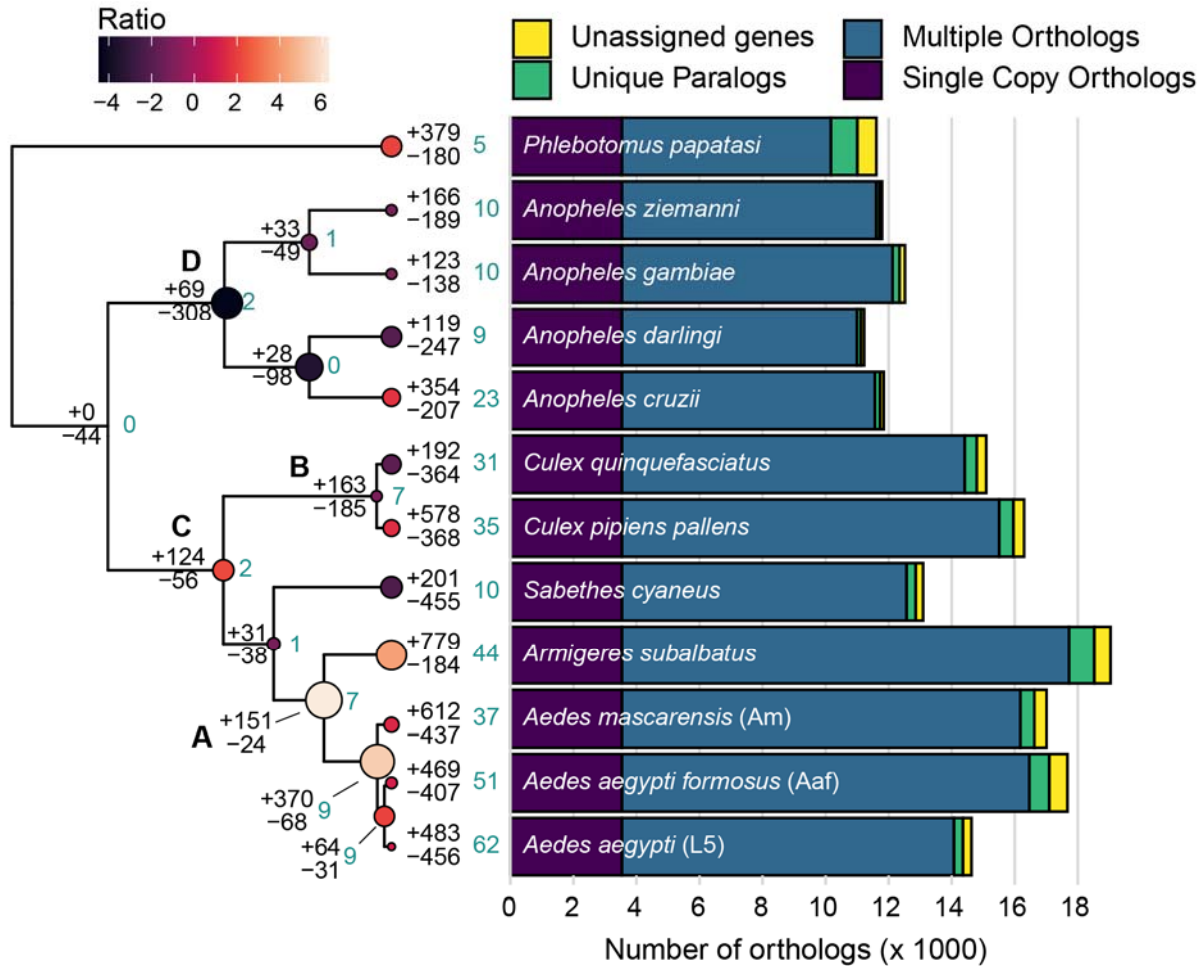 Ratio
−4 −2 0 2 4 6
Unassigned genes
Unique Paralogs
Multiple Orthologs
Single Copy Orthologs
+379
−180
5
Phlebotomus papatasi
+166
−189
10
Anopheles ziemanni
+33
−49
1
+123
−138
10
Anopheles gambiae
D
+69
−308
2
+119
−247
9
Anopheles darlingi
+28
−98
0
+354
−207
23
Anopheles cruzii
+0
−44
0
+192
−364
31
Culex quinquefasciatus
B
+163
−185
7
+578
−368
35
Culex pipiens pallens
C
+124
−56
2
+201
−455
10
Sabethes cyaneus
+31
−38
1
+779
−184
44
Armigeres subalbatus
7
A
+151
−24
+612
−437
37
Aedes mascarensis (Am)
+469
−407
51
Aedes aegypti formosus (Aaf)
+370
−68
9
+64
−31
9
+483
−456
62
Aedes aegypti (L5)
0 2 4 6 8 10 12 14 16 18
Number of orthologs (x 1000)